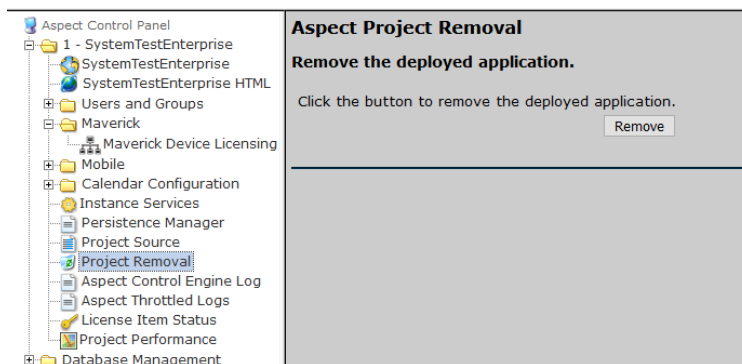 Aspect Control Panel
1 - SystemTestEnterprise
SystemTestEnterprise
SystemTestEnterprise HTML
Users and Groups
Maverick
Maverick Device Licensing
Mobile
Calendar Configuration
Instance Services
Persistence Manager
Project Source
Project Removal
Aspect Control Engine Log
Aspect Throttled Logs
License Item Status
Project Performance
Database Management
Aspect Project Removal
Remove the deployed application.
Click the button to remove the deployed application.
Remove